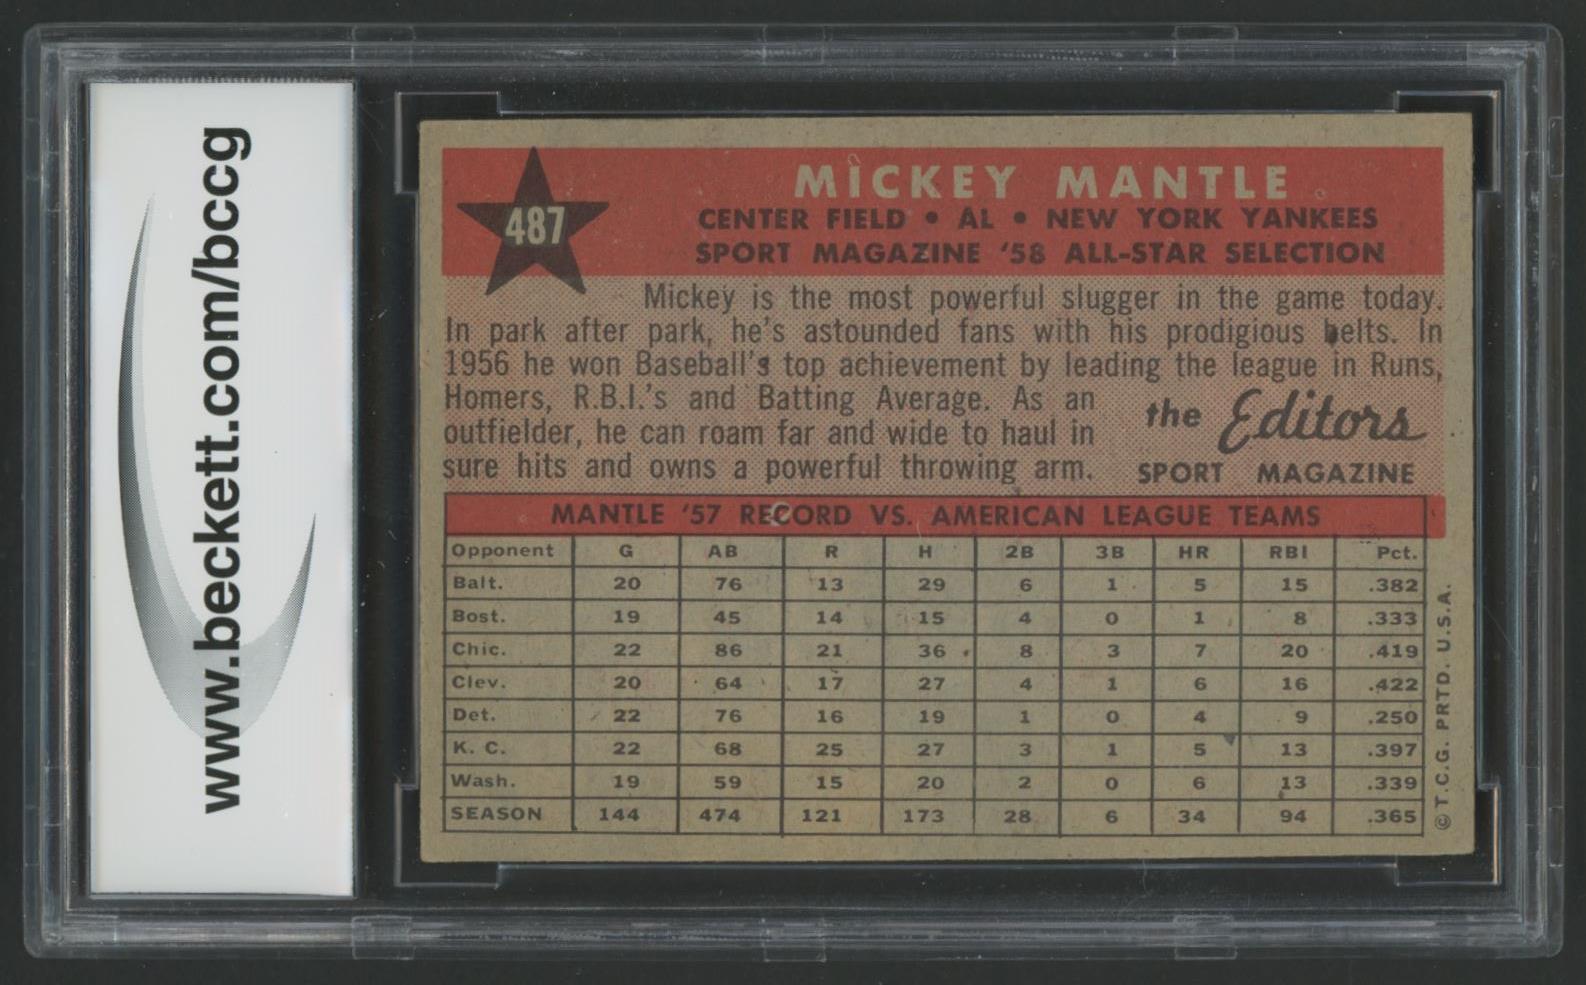 www.beckett.com/bccg
487
MICKEY MANTLE
CENTER FIELD • AL • NEW YORK YANKEES
SPORT MAGAZINE '58 ALL-STAR SELECTION
Mickey is the most powerful slugger in the game today.
In park after park, he's astounded fans with his prodigious belts. In
1956 he won Baseball's top achievement by leading the league in Runs,
Homers, R.B.I.'s and Batting Average. As an
outfielder, he can roam far and wide to haul in
sure hits and owns a powerful throwing arm.
the Editors
SPORT MAGAZINE
MANTLE '57 RECORD VS. AMERICAN LEAGUE TEAMS
Opponent G AB R H 2B 3B HR RBI Pct.
Balt. 20 76 13 29 6 1 5 15 .382
Bost. 19 45 14 15 4 0 1 8 .333
Chic. 22 86 21 36 8 3 7 20 .419
Clev. 20 64 17 27 4 1 6 16 .422
Det. 22 76 16 19 1 0 4 9 .250
K. C. 22 68 25 27 3 1 5 13 .397
Wash. 19 59 15 20 2 0 6 13 .339
SEASON 144 474 121 173 28 6 34 94 .365
© T.C.G. PRTD. U.S.A.